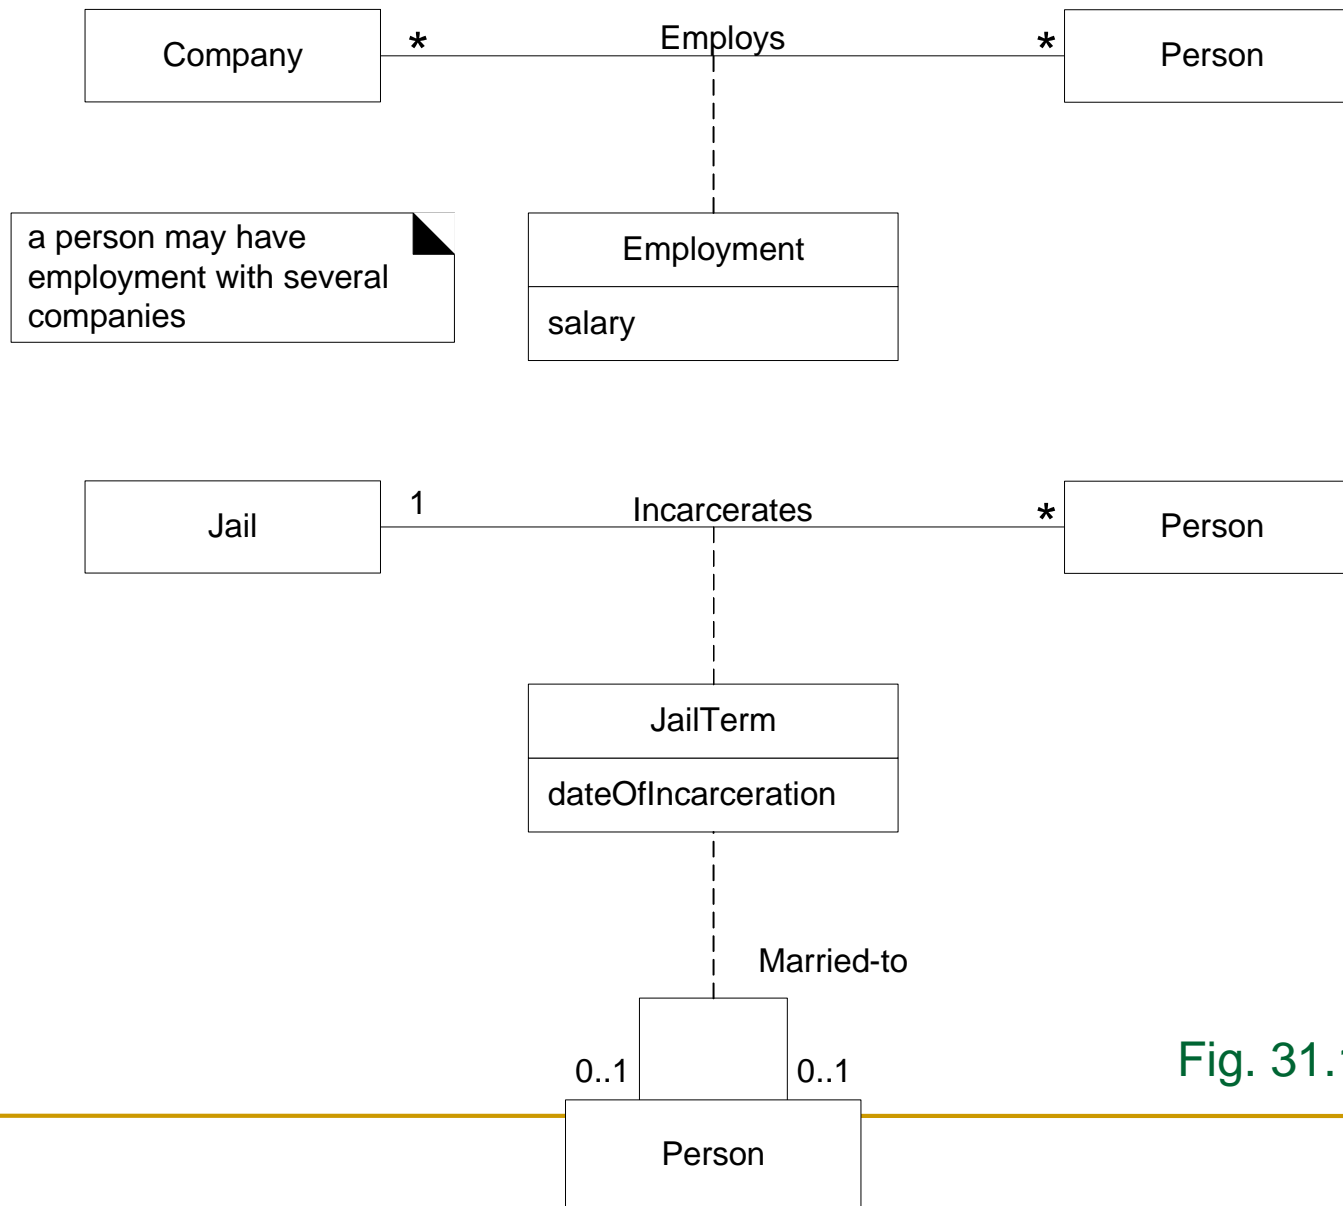 Company
*
Employs
*
Person
a person may have
employment with several
companies
Employment
salary
Jail
1
Incarcerates
*
Person
JailTerm
dateOfIncarceration
Married-to
0..1
0..1
Fig. 31.
Person